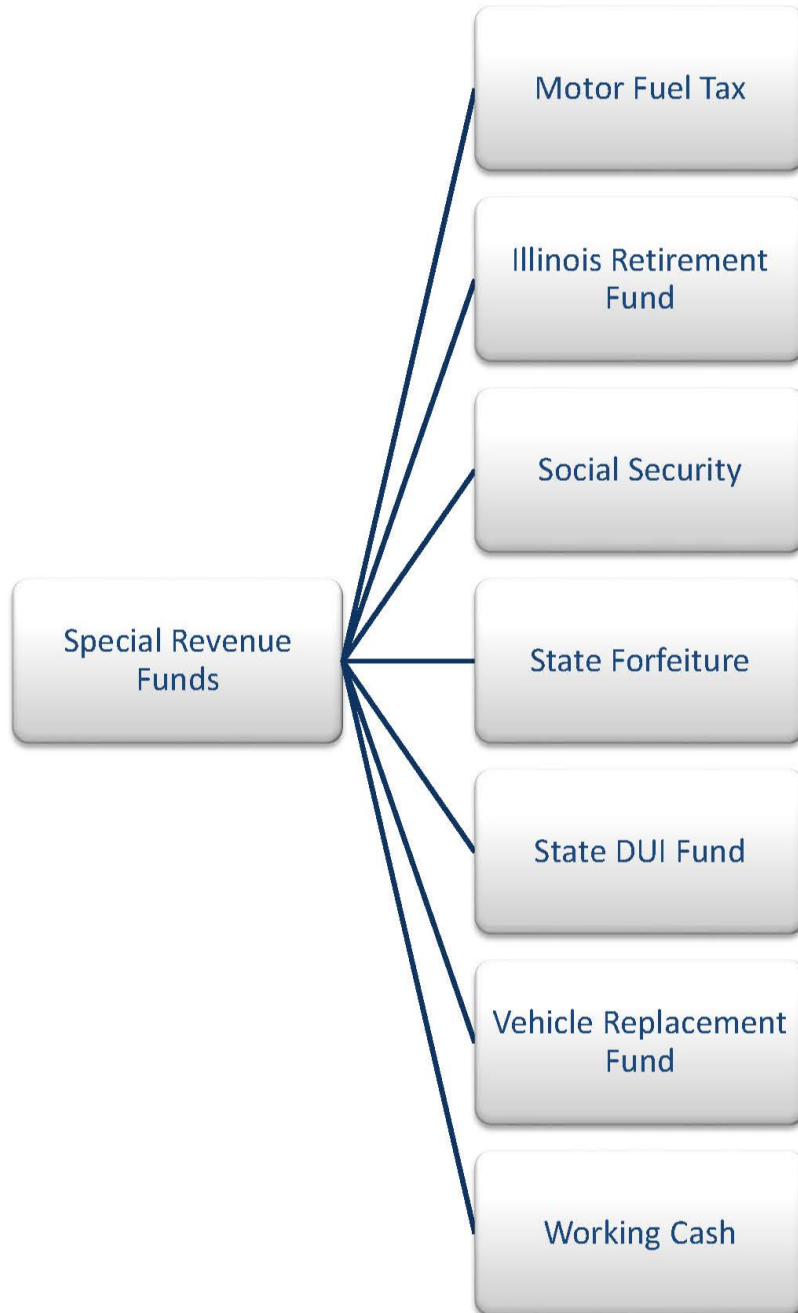 Motor Fuel Tax
Illinois Retirement
Fund
Social Security
Special Revenue
Funds
State Forfeiture
State DUI Fund
Vehicle Replacement
Fund
Working Cash